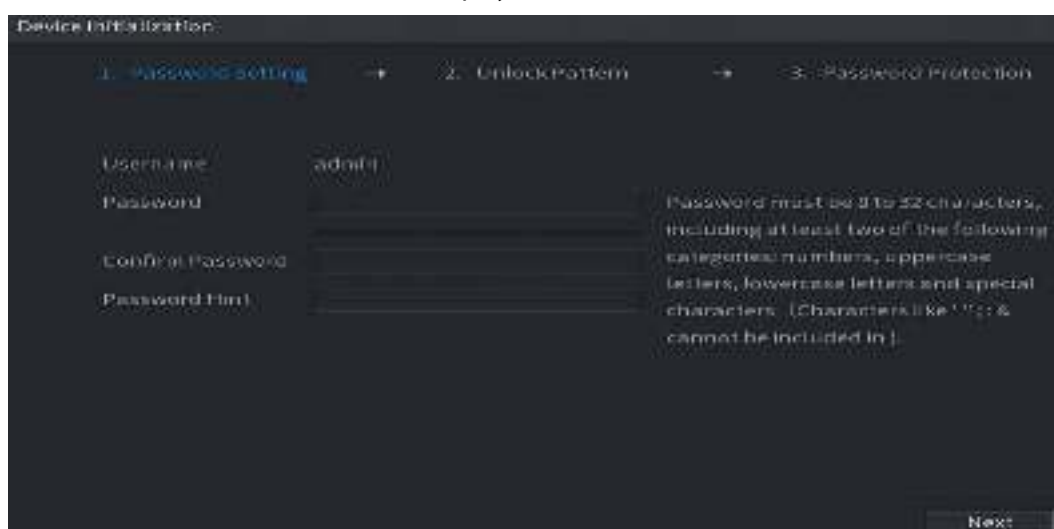 Device Initialization
1. Password Setting → 2. Unlock Pattern → 3. Password Protection
Username admin
Password
Password must be 8 to 32 characters,
including at least two of the following
Confirm Password
categories: numbers, uppercase
letters, lowercase letters and special
Password Hint
characters (Characters like ' " ; : &
cannot be included in ).
Next